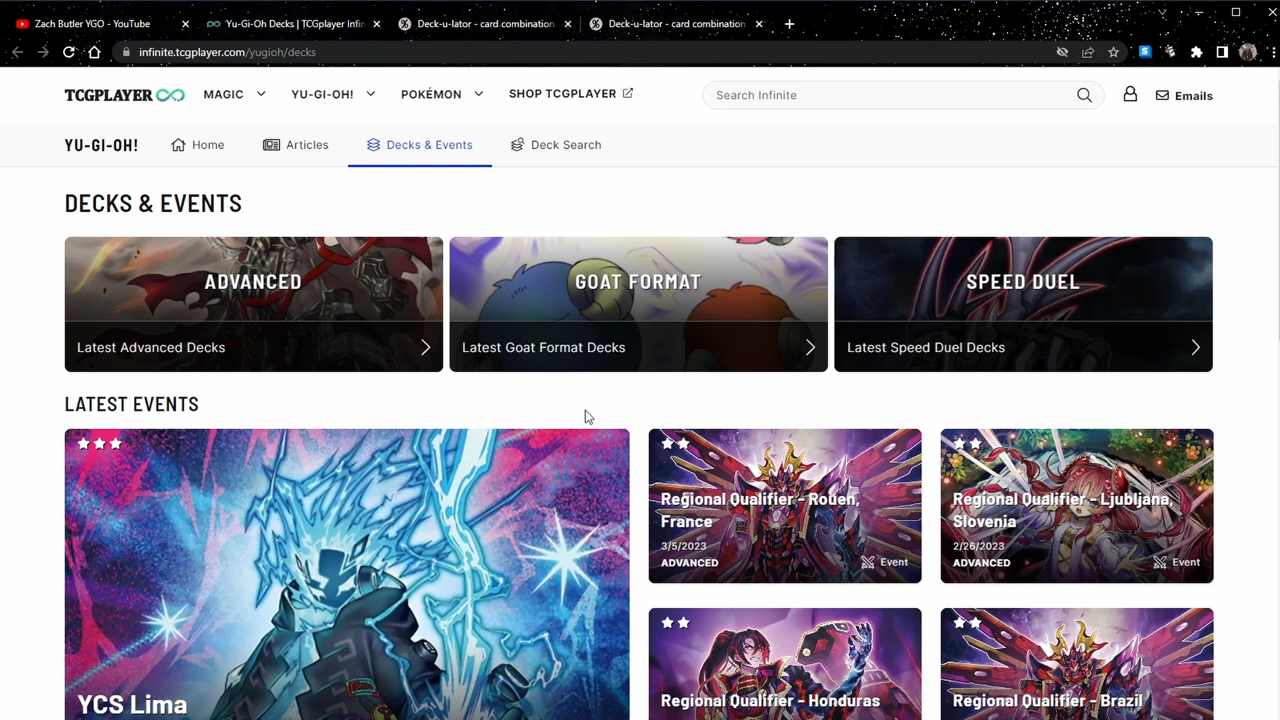 Zach Butler YGO - YouTube
Yu-Gi-Oh Decks | TCGplayer Infin
Deck-u-lator - card combination
Deck-u-lator - card combination
infinite.tcgplayer.com/yugioh/decks
TCGPLAYER
MAGIC
YU-GI-OH!
POKÉMON
SHOP TCGPLAYER
Search Infinite
Emails
YU-GI-OH!
Home
Articles
Decks & Events
Deck Search
DECKS & EVENTS
ADVANCED
Latest Advanced Decks
GOAT FORMAT
Latest Goat Format Decks
SPEED DUEL
Latest Speed Duel Decks
LATEST EVENTS
YCS Lima
Regional Qualifier - Rouen,
France
3/5/2023
ADVANCED
Event
Regional Qualifier - Ljubljana,
Slovenia
2/26/2023
ADVANCED
Event
Regional Qualifier - Honduras
Regional Qualifier - Brazil